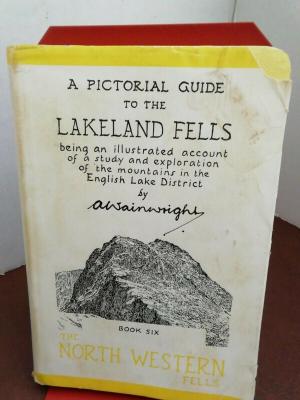 A PICTORIAL GUIDE
TO THE
LAKELAND FELLS
being an illustrated account
of a study and exploration
of the mountains in the
English Lake District
by
AWainwright
BOOK SIX
THE
NORTH WESTERN
FELLS